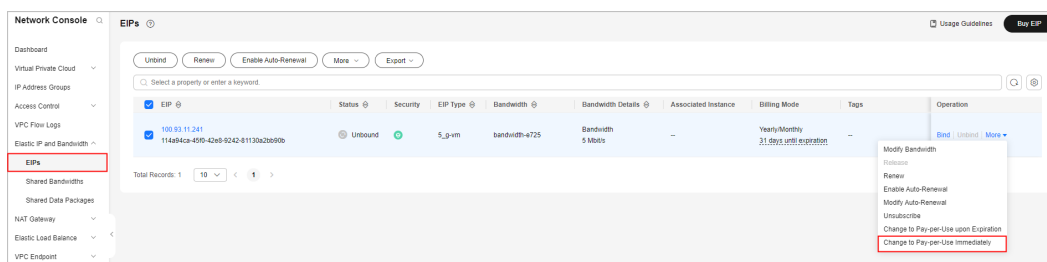 Network Console
EIPs
Usage Guidelines
Buy EIP
Dashboard
Virtual Private Cloud
IP Address Groups
Access Control
VPC Flow Logs
Elastic IP and Bandwidth
EIPs
Shared Bandwidths
Shared Data Packages
NAT Gateway
Elastic Load Balance
VPC Endpoint
Unbind Renew Enable Auto-Renewal More Export
Select a property or enter a keyword.
EIP Status Security EIP Type Bandwidth Bandwidth Details Associated Instance Billing Mode Tags Operation
100.93.11.241
114a94ca-45f0-42e8-9242-81130a2bb90b
Unbound
5_g-vm
bandwidth-e725
Bandwidth
5 Mbit/s
--
Yearly/Monthly
31 days until expiration
--
Bind Unbind More
Modify Bandwidth
Release
Renew
Enable Auto-Renewal
Modify Auto-Renewal
Unsubscribe
Change to Pay-per-Use upon Expiration
Change to Pay-per-Use Immediately
Total Records: 1 10 < 1 >